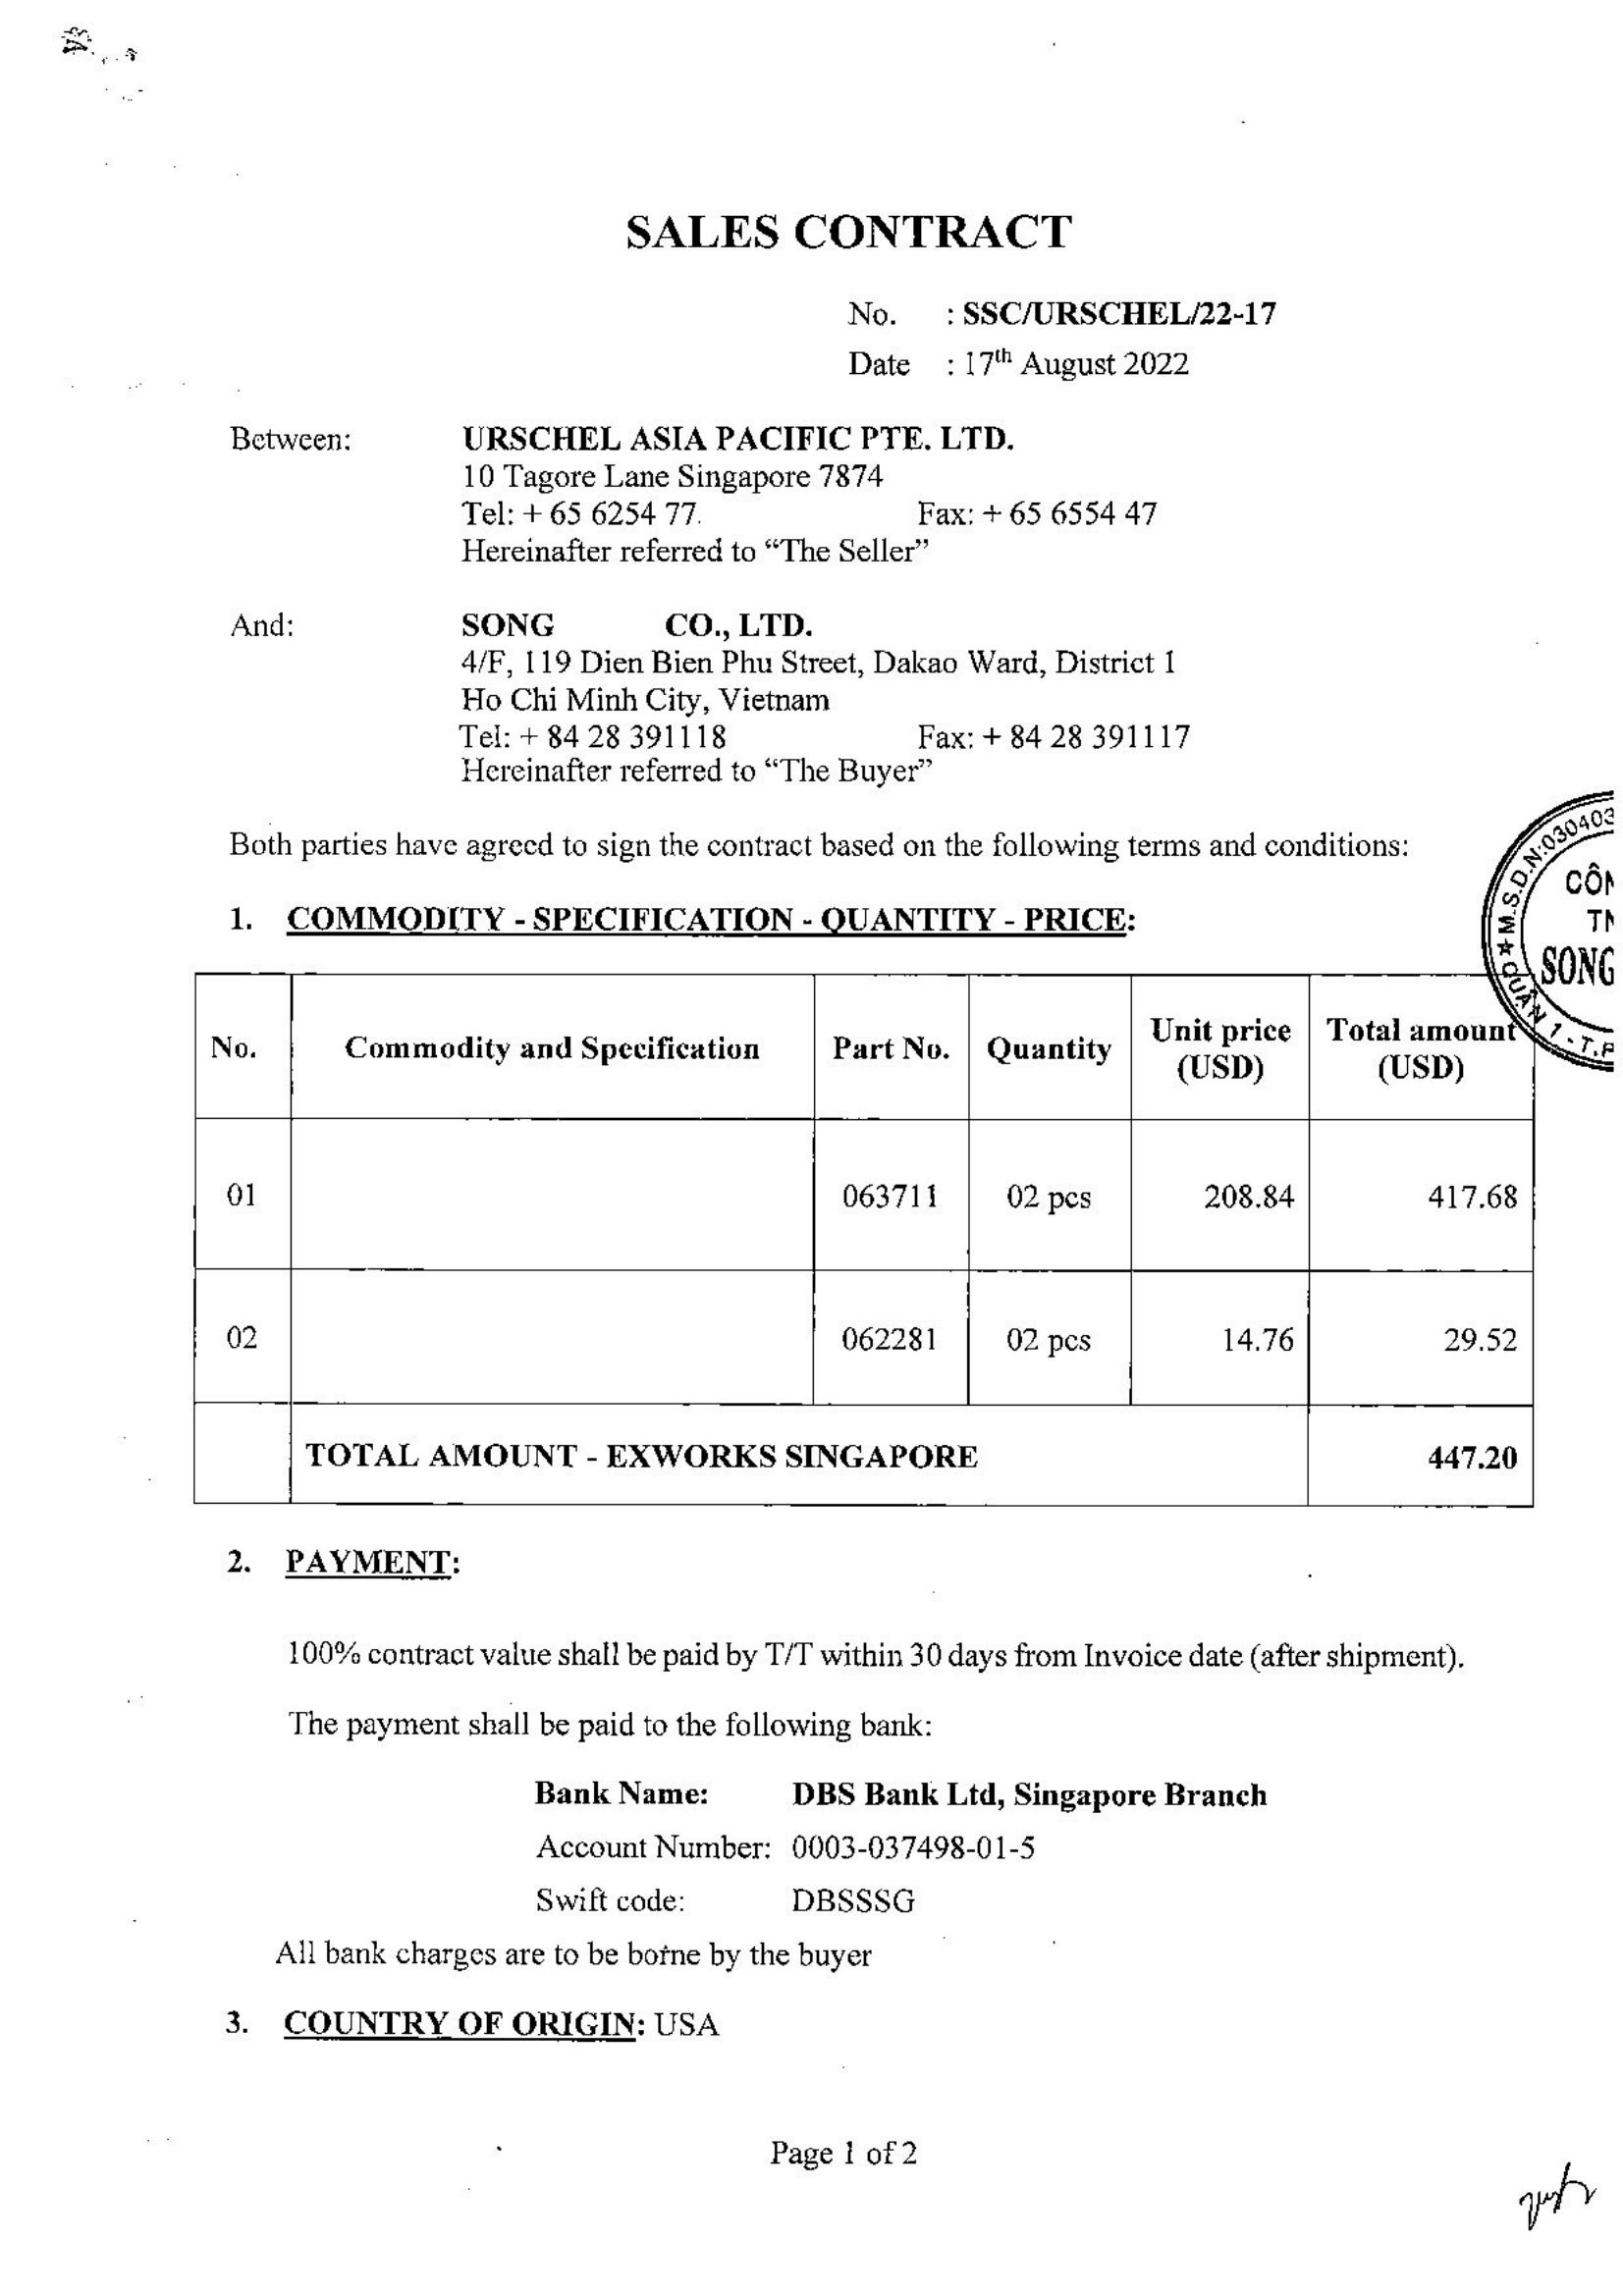 SALES CONTRACT
No. : SSC/URSCHEL/22-17
Date : 17th August 2022
Between: URSCHEL ASIA PACIFIC PTE. LTD.
10 Tagore Lane Singapore 7874
Tel: + 65 6254 77. Fax: + 65 6554 47
Hereinafter referred to “The Seller”
And: SONG CO., LTD.
4/F, 119 Dien Bien Phu Street, Dakao Ward, District 1
Ho Chi Minh City, Vietnam
Tel: + 84 28 391118 Fax: + 84 28 391117
Hereinafter referred to “The Buyer”
Both parties have agreed to sign the contract based on the following terms and conditions:
M.S.D.N:030403
CÔN
TN
SONG
QUẬN 1 - T.P
1. COMMODITY - SPECIFICATION - QUANTITY - PRICE:
No. Commodity and Specification Part No. Quantity Unit price (USD) Total amount (USD)
01 063711 02 pcs 208.84 417.68
02 062281 02 pcs 14.76 29.52
TOTAL AMOUNT - EXWORKS SINGAPORE 447.20
2. PAYMENT:
100% contract value shall be paid by T/T within 30 days from Invoice date (after shipment).
The payment shall be paid to the following bank:
Bank Name: DBS Bank Ltd, Singapore Branch
Account Number: 0003-037498-01-5
Swift code: DBSSSG
All bank charges are to be borne by the buyer
3. COUNTRY OF ORIGIN: USA
Page 1 of 2